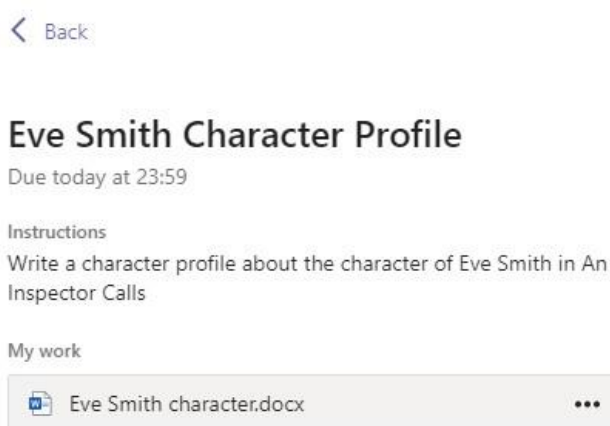 Back
Eve Smith Character Profile
Due today at 23:59
Instructions
Write a character profile about the character of Eve Smith in An
Inspector Calls
My work
Eve Smith character.docx